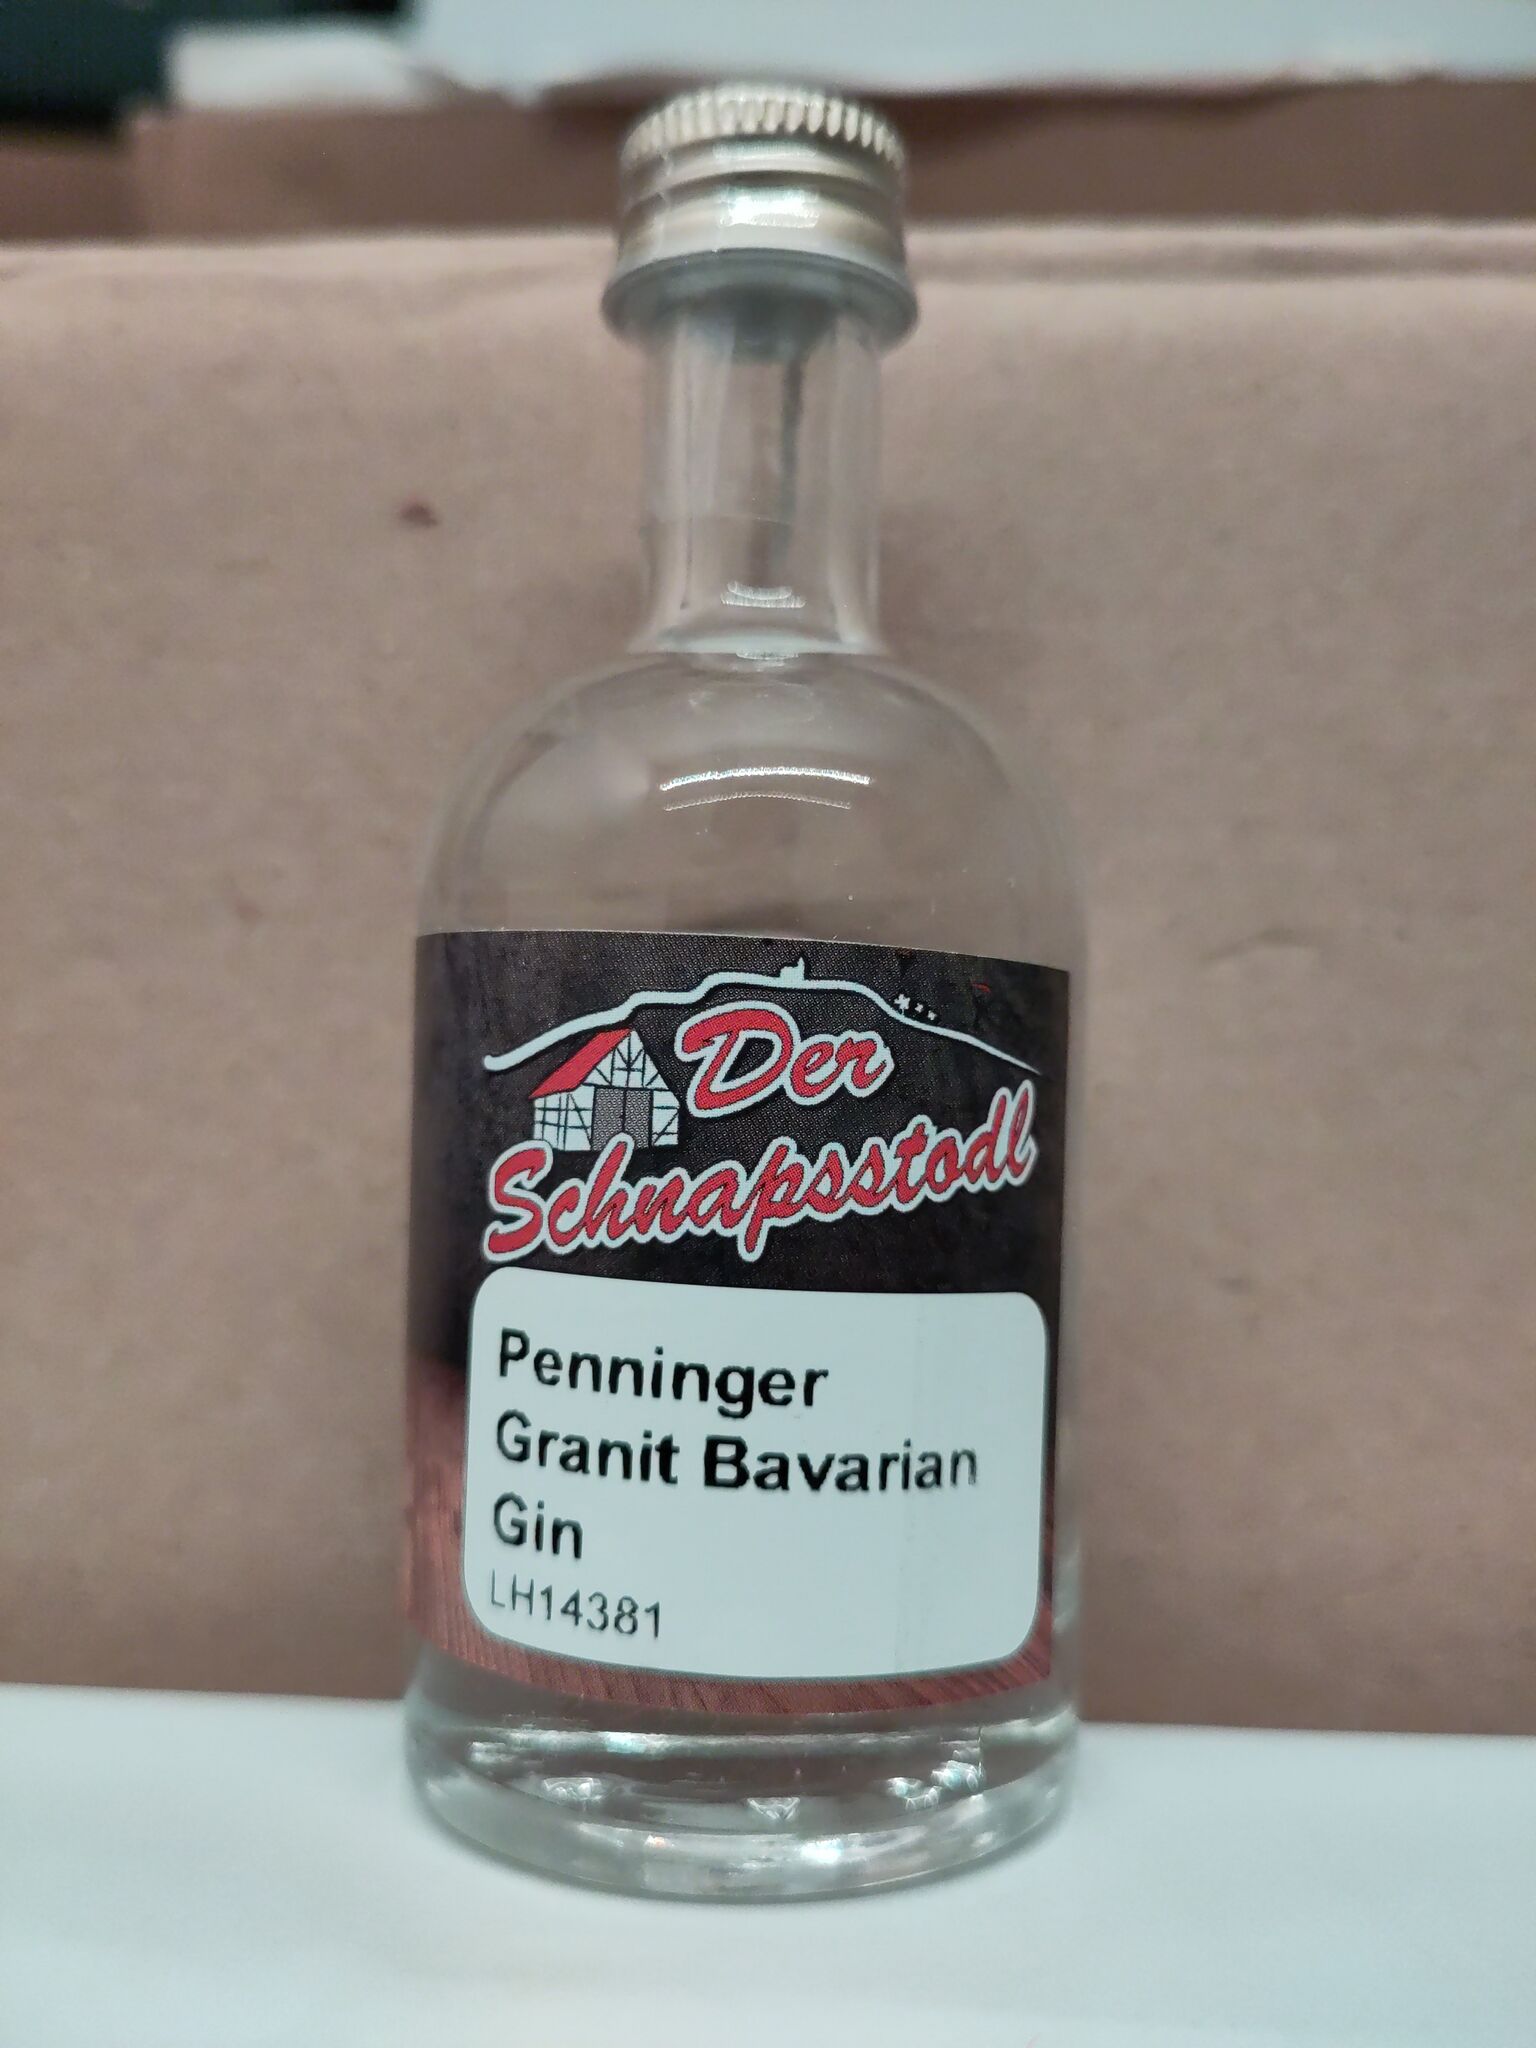 Der
Schnapsstodl
Penninger
Granit Bavarian
Gin
LH14381